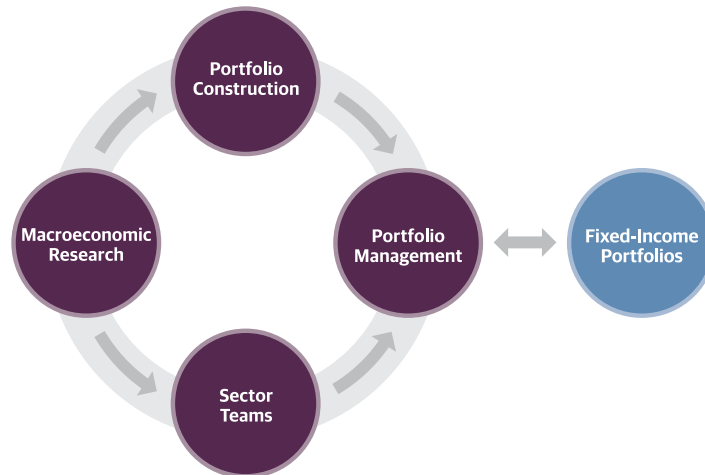 Portfolio
Construction
Macroeconomic
Research
Portfolio
Management
Fixed-Income
Portfolios
Sector
Teams